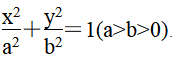 x²/a² + y²/b² = 1(a>b>0).